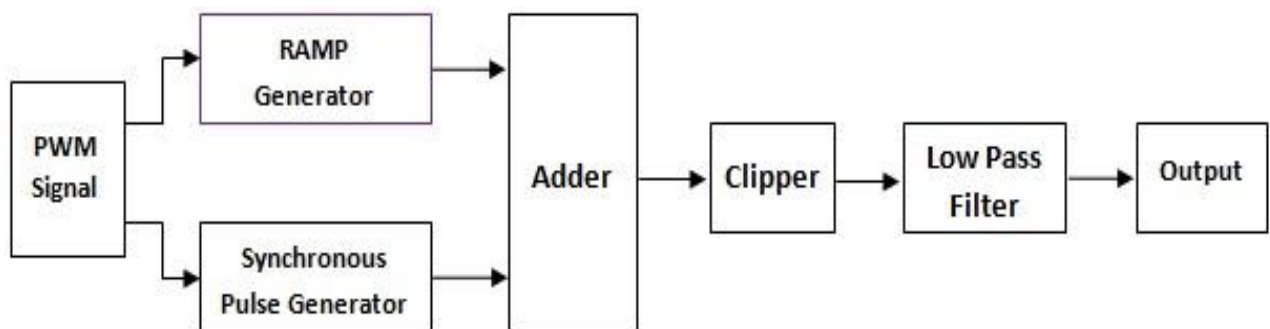 PWM
Signal
RAMP
Generator
Synchronous
Pulse Generator
Adder
Clipper
Low Pass
Filter
Output